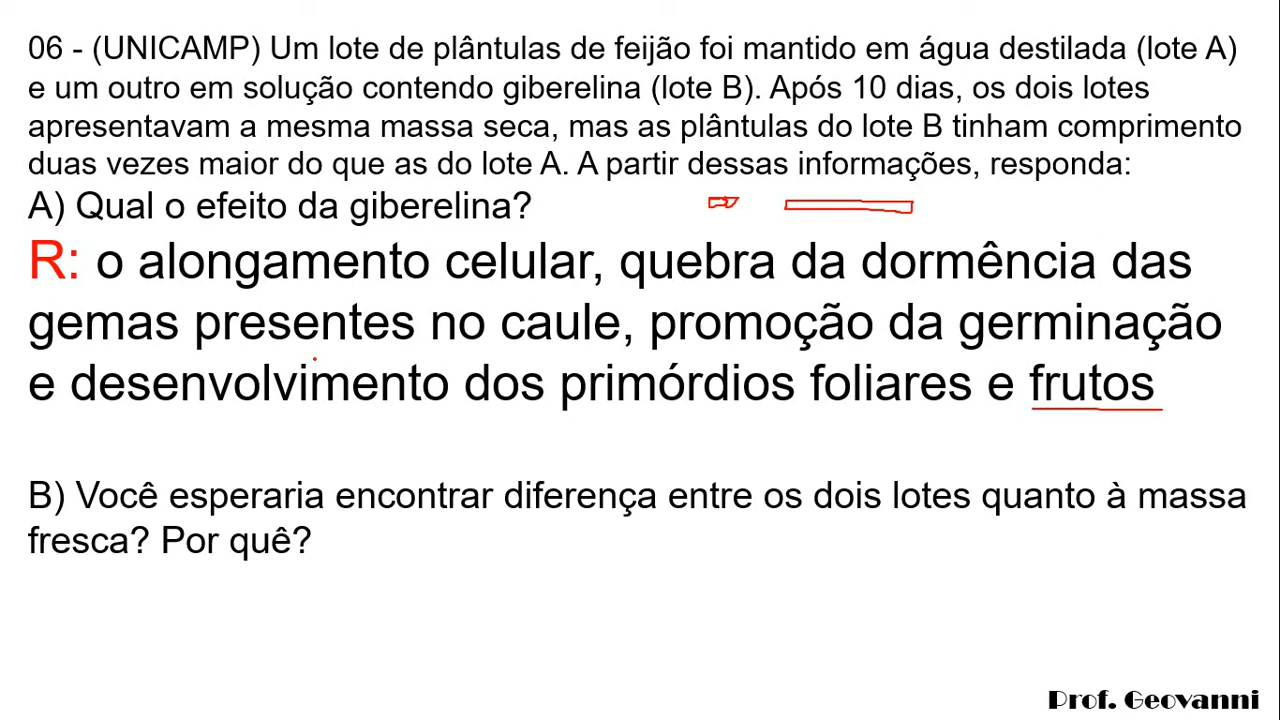 06 - (UNICAMP) Um lote de plântulas de feijão foi mantido em água destilada (lote A)
e um outro em solução contendo giberelina (lote B). Após 10 dias, os dois lotes
apresentavam a mesma massa seca, mas as plântulas do lote B tinham comprimento
duas vezes maior do que as do lote A. A partir dessas informações, responda:
A) Qual o efeito da giberelina?
R: o alongamento celular, quebra da dormência das
gemas presentes no caule, promoção da germinação
e desenvolvimento dos primórdios foliares e frutos
B) Você esperaria encontrar diferença entre os dois lotes quanto à massa
fresca? Por quê?
Prof. Geovanni